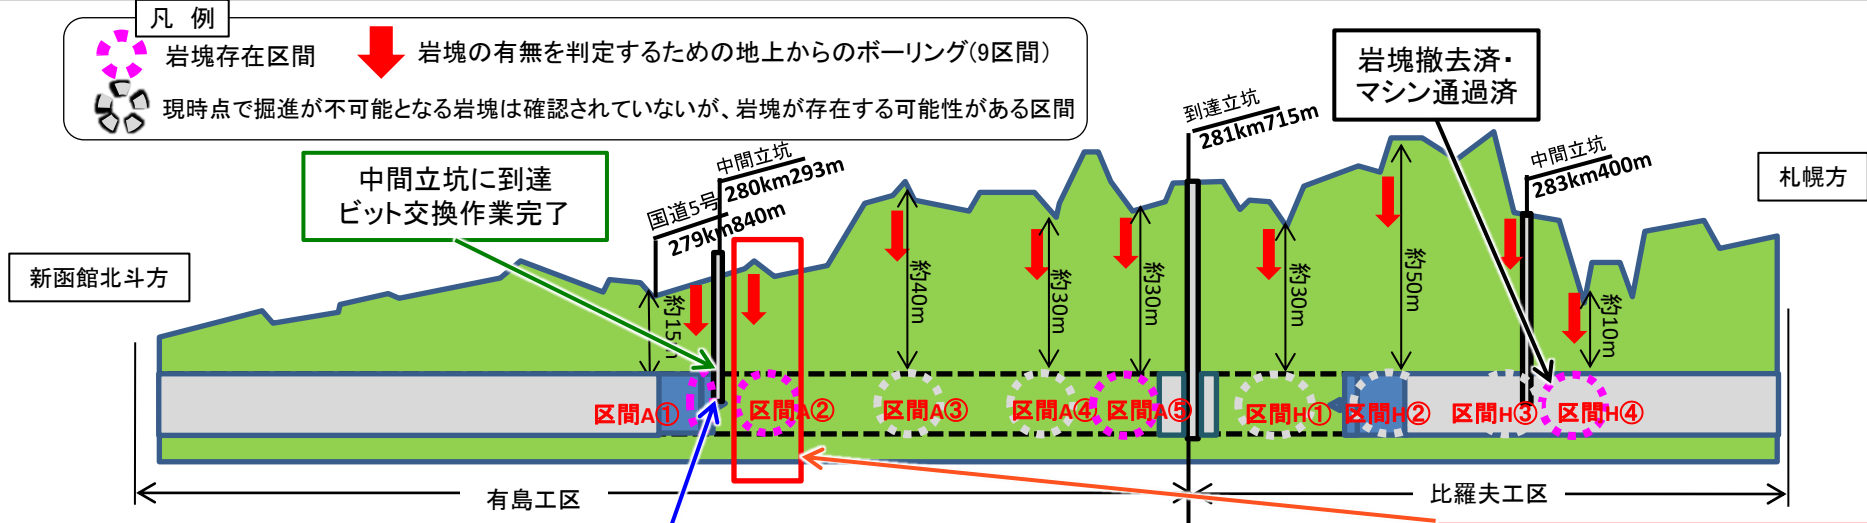 凡 例
岩塊存在区間
岩塊の有無を判定するための地上からのボーリング(9区間)
現時点で掘進が不可能となる岩塊は確認されていないが、岩塊が存在する可能性がある区間
岩塊撤去済・
マシン通過済
到達立坑
281km715m
中間立坑
283km400m
札幌方
中間立坑に到達
ビット交換作業完了
中間立坑
280km293m
国道5号
279km840m
新函館北斗方
約15m
約40m
約30m
約30m
約30m
約50m
約10m
区間A①
区間A②
区間A③
区間A④
区間A⑤
区間H①
区間H②
区間H③
区間H④
有島工区
比羅夫工区